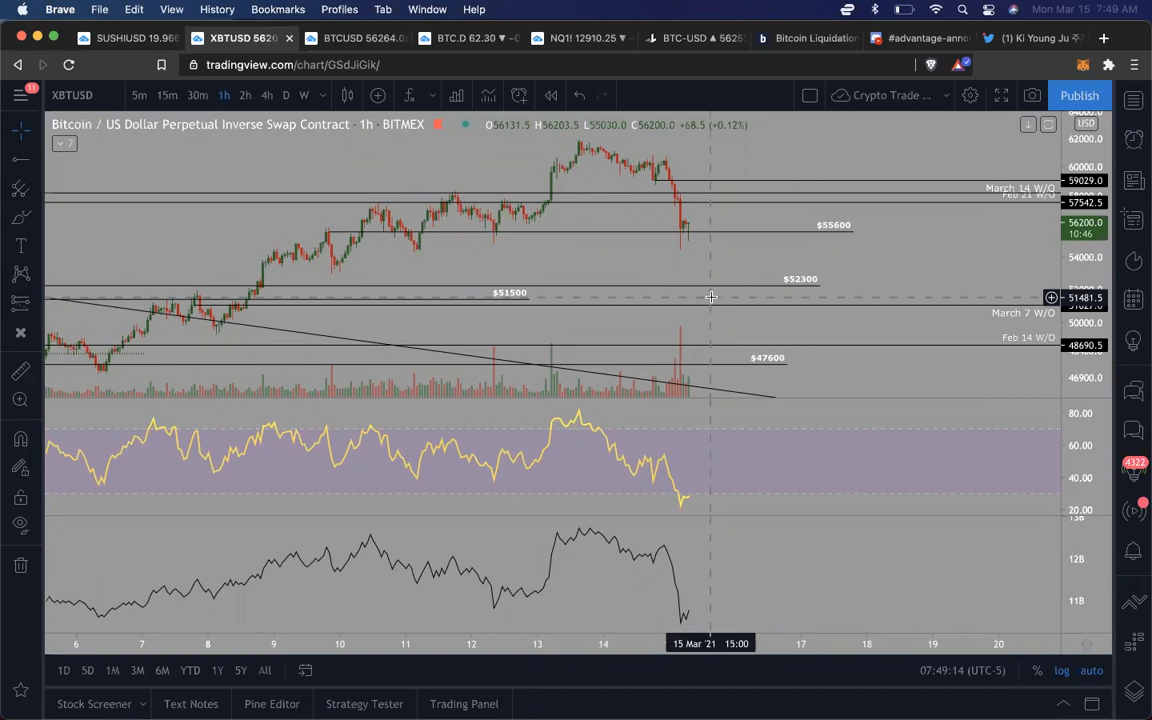 Brave File Edit View History Bookmarks Profiles Tab Window Help Mon Mar 15 7:49 AM
SUSHIUSD 19.966 XBTUSD 5620 BTCUSD 56264.0 BTC.D 62.30 ▼ −0 NQ1! 12910.25 ▼ BTC-USD ▲ 5625 Bitcoin Liquidation #advantage-anno (1) Ki Young Ju
tradingview.com/chart/GSdJiGik/
11 XBTUSD 5m 15m 30m 1h 2h 4h D W Crypto Trade ... Publish
Bitcoin / US Dollar Perpetual Inverse Swap Contract · 1h · BITMEX O56131.5 H56203.5 L55030.0 C56200.0 +68.5 (+0.12%) USD
7
62000.0
60000.0
59029.0
March 14 W/O
Feb 21 W/O
57542.5
56200.0
10:46
$55600
54000.0
$52300
$51500
51481.5
March 7 W/O
50000.0
Feb 14 W/O
48690.5
$47600
46900.0
80.00
60.00
40.00
20.00
13B
12B
11B
4322
6 7 8 9 10 11 12 13 14 15 Mar '21 15:00 17 18 19 20
1D 5D 1M 3M 6M YTD 1Y 5Y All 07:49:14 (UTC-5) % log auto
Stock Screener Text Notes Pine Editor Strategy Tester Trading Panel